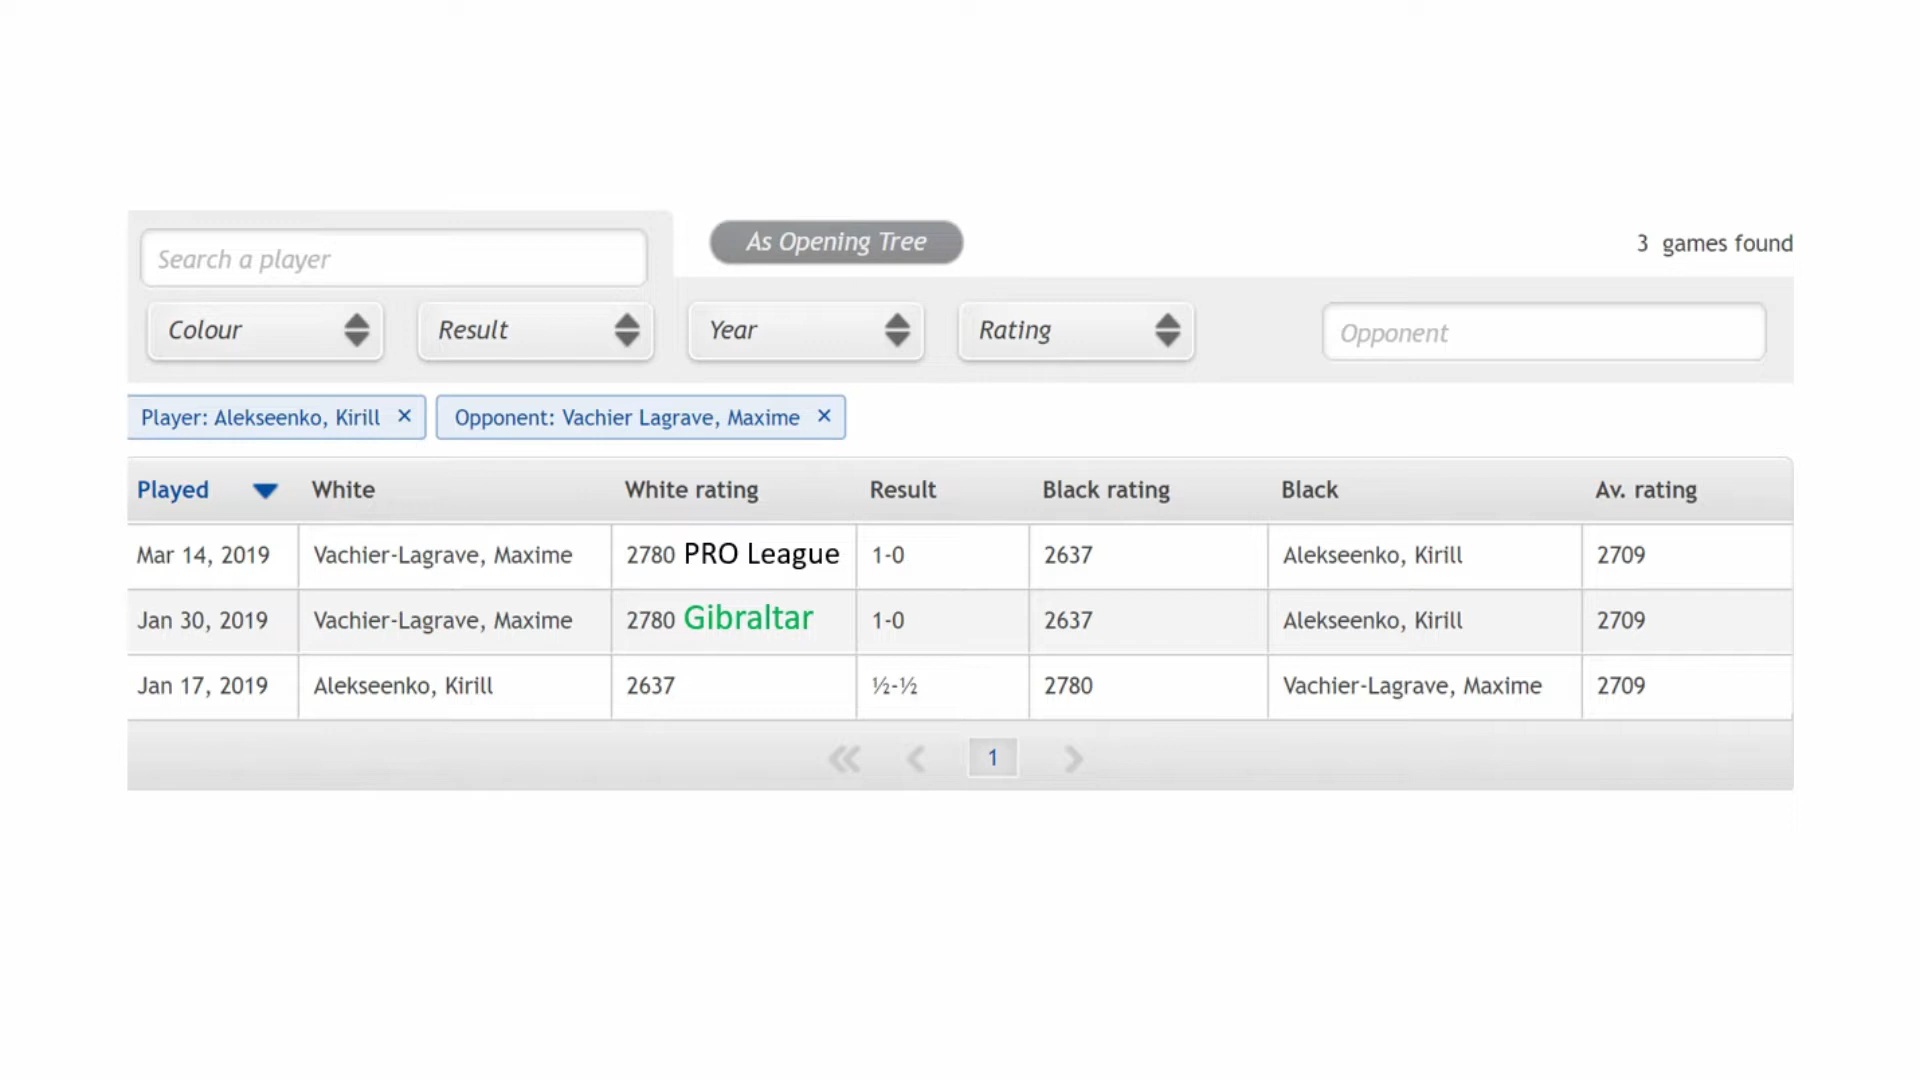 Search a player
As Opening Tree
3 games found
Colour
Result
Year
Rating
Opponent
Player: Alekseenko, Kirill ×
Opponent: Vachier Lagrave, Maxime ×
Played White White rating Result Black rating Black Av. rating
Mar 14, 2019 Vachier-Lagrave, Maxime 2780 PRO League 1-0 2637 Alekseenko, Kirill 2709
Jan 30, 2019 Vachier-Lagrave, Maxime 2780 Gibraltar 1-0 2637 Alekseenko, Kirill 2709
Jan 17, 2019 Alekseenko, Kirill 2637 ½-½ 2780 Vachier-Lagrave, Maxime 2709
1